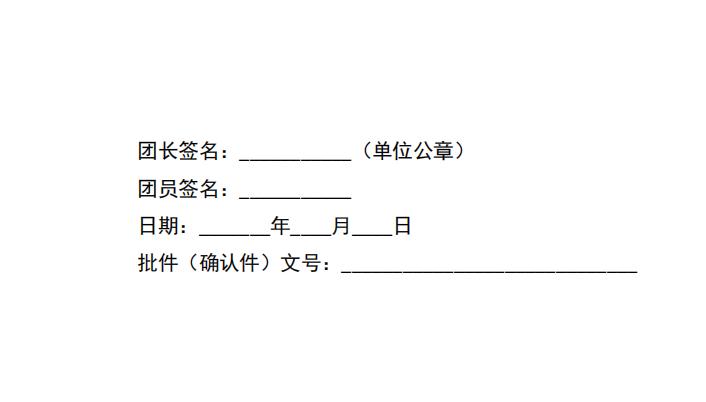 团长签名：___________（单位公章）
团员签名：___________
日期：_______年____月____日
批件（确认件）文号：_____________________________